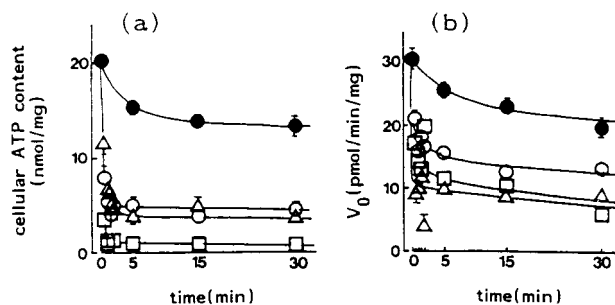 (a)
cellular ATP content
(nmol/mg)
20
10
0
0 5 15 30
time(min)
(b)
V₀(pmol/min/mg)
30
20
10
0
0 5 15 30
time(min)